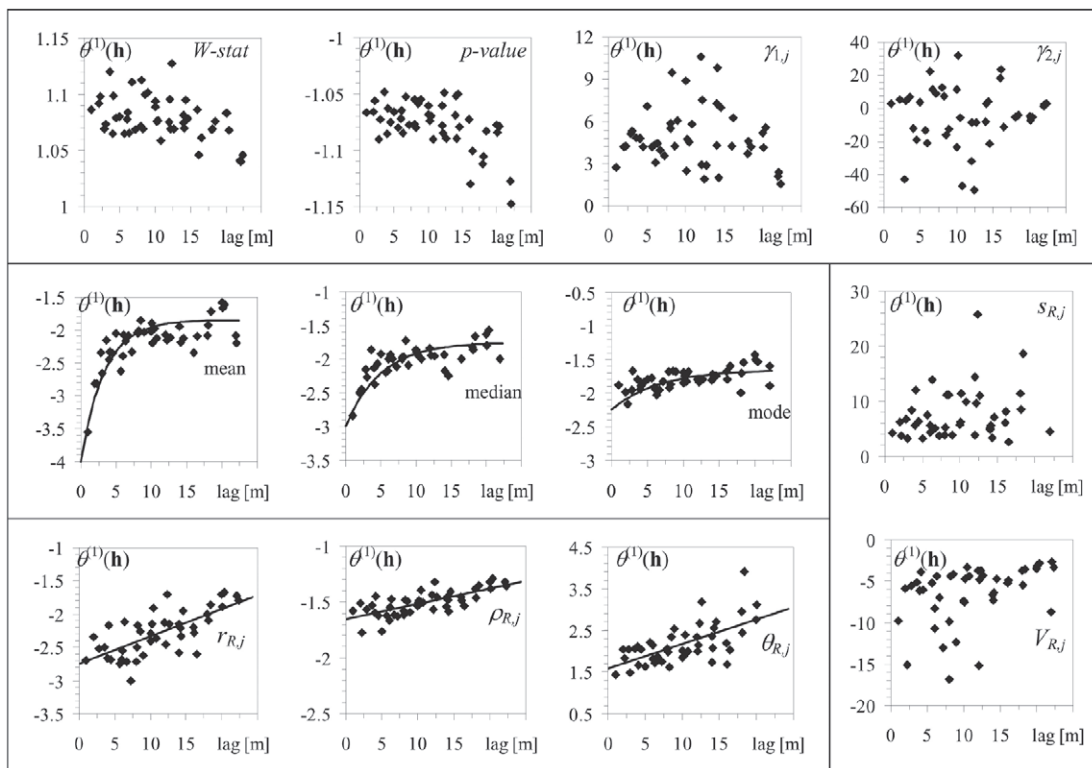 θ⁽¹⁾(h) W-stat
1.15
1.1
1.05
1
0 5 10 15 lag [m]
θ⁽¹⁾(h) p-value
-1
-1.05
-1.1
-1.15
0 5 10 15 lag [m]
θ⁽¹⁾(h) γ1,j
12
9
6
3
0
0 5 10 15 lag [m]
θ⁽¹⁾(h) γ2,j
40
20
0
-20
-40
-60
0 5 10 15 lag [m]
θ⁽¹⁾(h)
-1.5
-2
-2.5
-3
-3.5
-4
mean
0 5 10 15 lag [m]
θ⁽¹⁾(h)
-1
-1.5
-2
-2.5
-3
-3.5
median
0 5 10 15 lag [m]
θ⁽¹⁾(h)
-0.5
-1
-1.5
-2
-2.5
-3
mode
0 5 10 15 lag [m]
θ⁽¹⁾(h) sR,j
30
20
10
0
0 5 10 15 lag [m]
θ⁽¹⁾(h)
-1
-1.5
-2
-2.5
-3
-3.5
rR,j
0 5 10 15 lag [m]
θ⁽¹⁾(h)
-1
-1.5
-2
-2.5
ρR,j
0 5 10 15 lag [m]
θ⁽¹⁾(h)
4.5
3.5
2.5
1.5
0.5
θR,j
0 5 10 15 lag [m]
θ⁽¹⁾(h)
0
-5
-10
-15
-20
VR,j
0 5 10 15 lag [m]